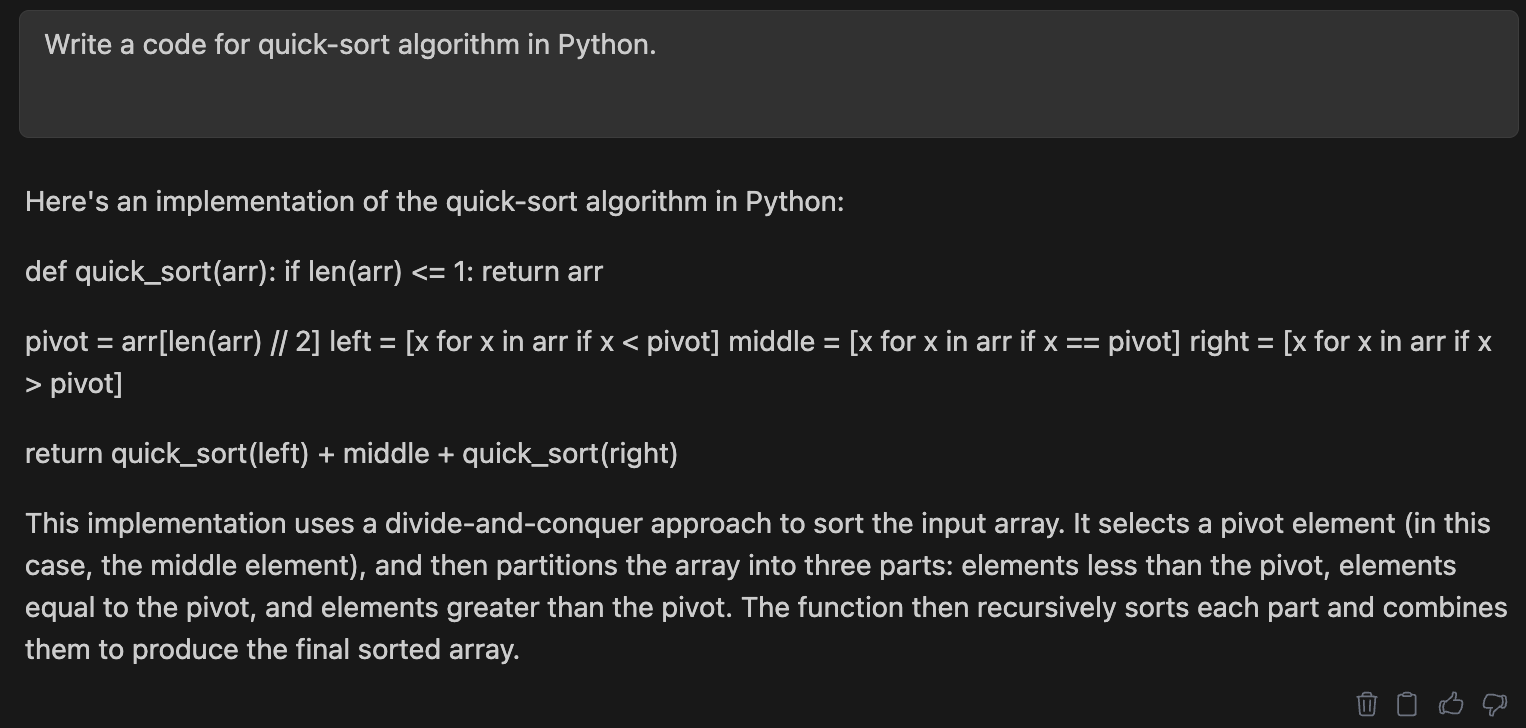 Write a code for quick-sort algorithm in Python.
Here's an implementation of the quick-sort algorithm in Python:
def quick_sort(arr): if len(arr) <= 1: return arr
pivot = arr[len(arr) // 2] left = [x for x in arr if x < pivot] middle = [x for x in arr if x == pivot] right = [x for x in arr if x
> pivot]
return quick_sort(left) + middle + quick_sort(right)
This implementation uses a divide-and-conquer approach to sort the input array. It selects a pivot element (in this
case, the middle element), and then partitions the array into three parts: elements less than the pivot, elements
equal to the pivot, and elements greater than the pivot. The function then recursively sorts each part and combines
them to produce the final sorted array.